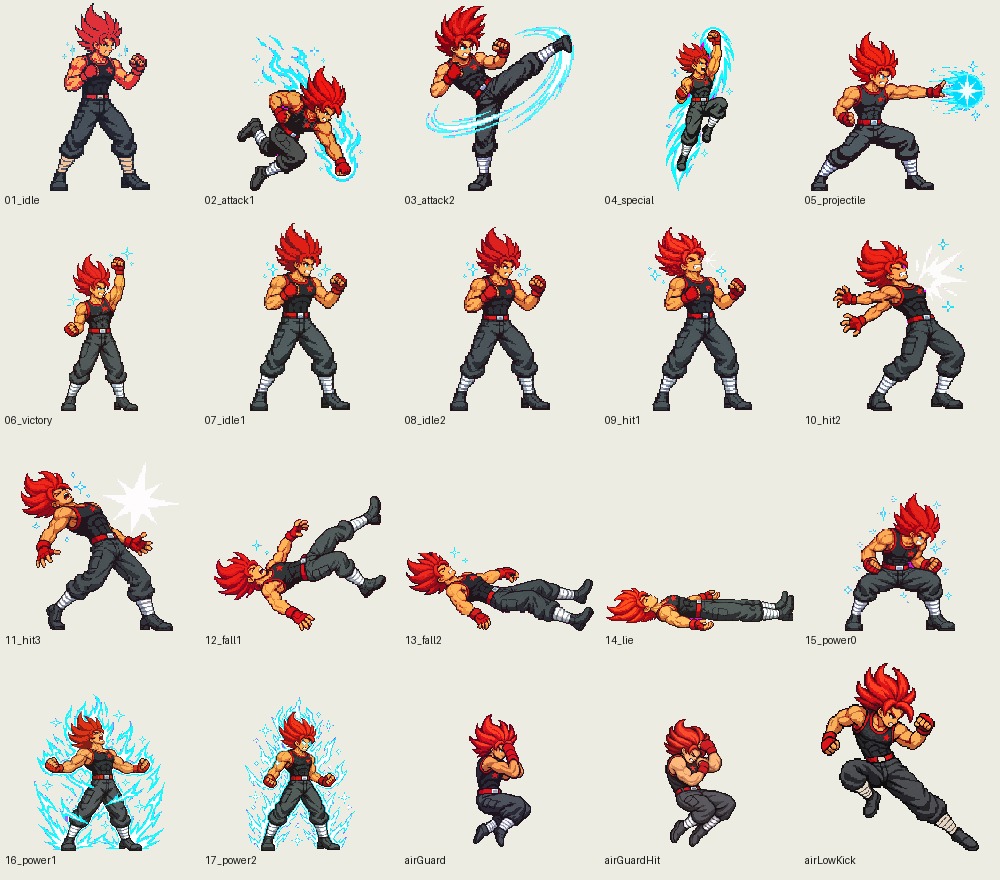 01_idle
02_attack1
03_attack2
04_special
05_projectile
06_victory
07_idle1
08_idle2
09_hit1
10_hit2
11_hit3
12_fall1
13_fall2
14_lie
15_power0
16_power1
17_power2
airGuard
airGuardHit
airLowKick